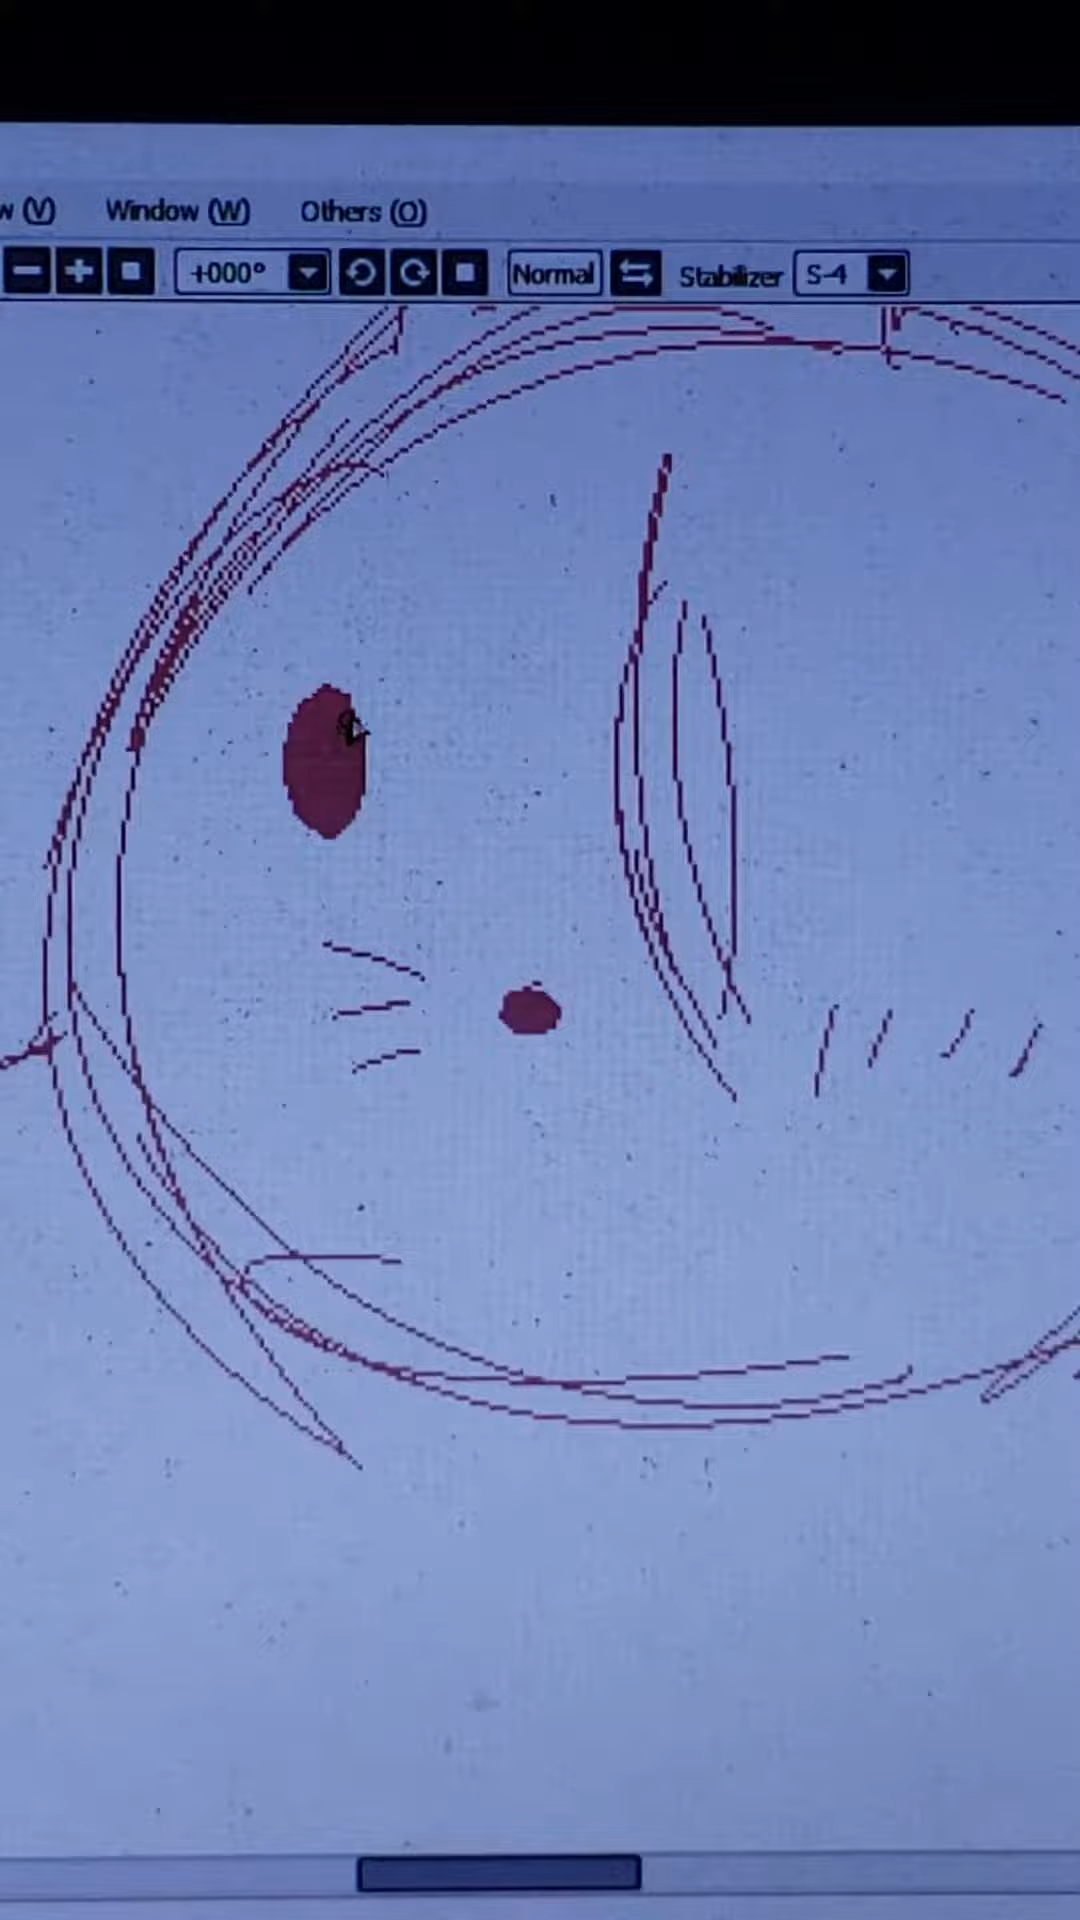 w (V) Window (W) Others (O)
+000° Normal Stabilizer S-4